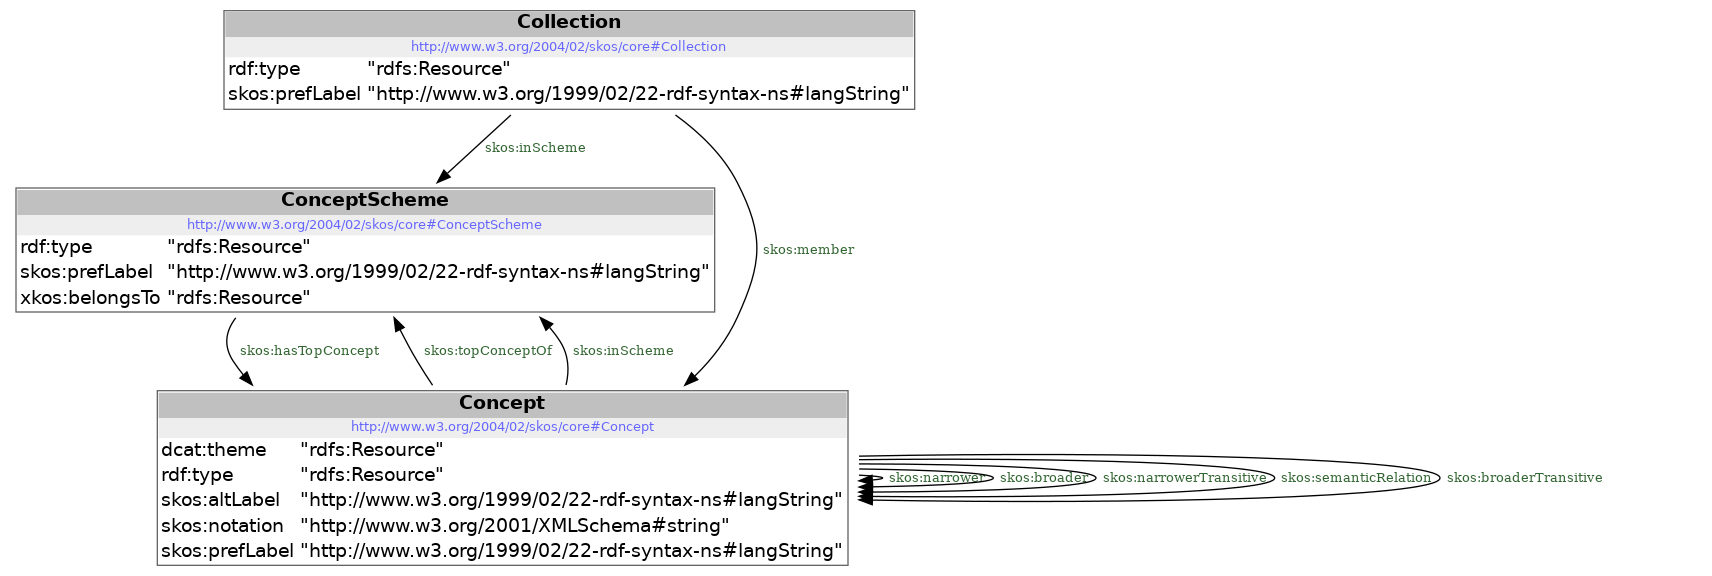 Collection
http://www.w3.org/2004/02/skos/core#Collection
rdf:type "rdfs:Resource"
skos:prefLabel "http://www.w3.org/1999/02/22-rdf-syntax-ns#langString"
skos:inScheme
ConceptScheme
http://www.w3.org/2004/02/skos/core#ConceptScheme
rdf:type "rdfs:Resource"
skos:prefLabel "http://www.w3.org/1999/02/22-rdf-syntax-ns#langString"
xkos:belongsTo "rdfs:Resource"
skos:member
skos:hasTopConcept skos:topConceptOf skos:inScheme
Concept
http://www.w3.org/2004/02/skos/core#Concept
dcat:theme "rdfs:Resource"
rdf:type "rdfs:Resource"
skos:altLabel "http://www.w3.org/1999/02/22-rdf-syntax-ns#langString"
skos:notation "http://www.w3.org/2001/XMLSchema#string"
skos:prefLabel "http://www.w3.org/1999/02/22-rdf-syntax-ns#langString"
skos:narrower skos:broader skos:narrowerTransitive skos:semanticRelation skos:broaderTransitive